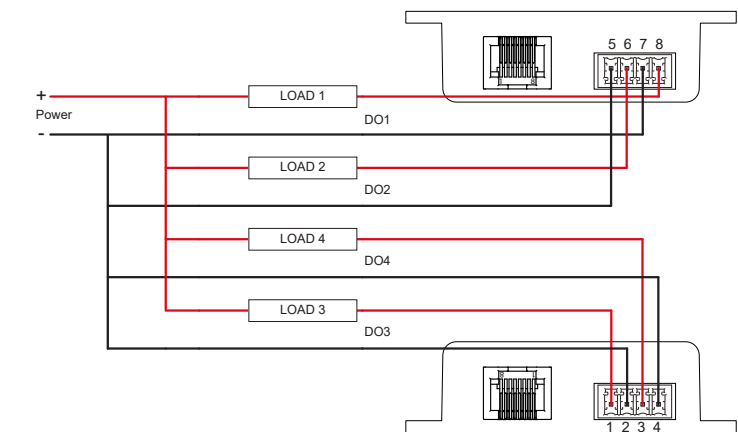 5 6 7 8
+
LOAD 1
Power
DO1
-
LOAD 2
DO2
LOAD 4
DO4
LOAD 3
DO3
1 2 3 4